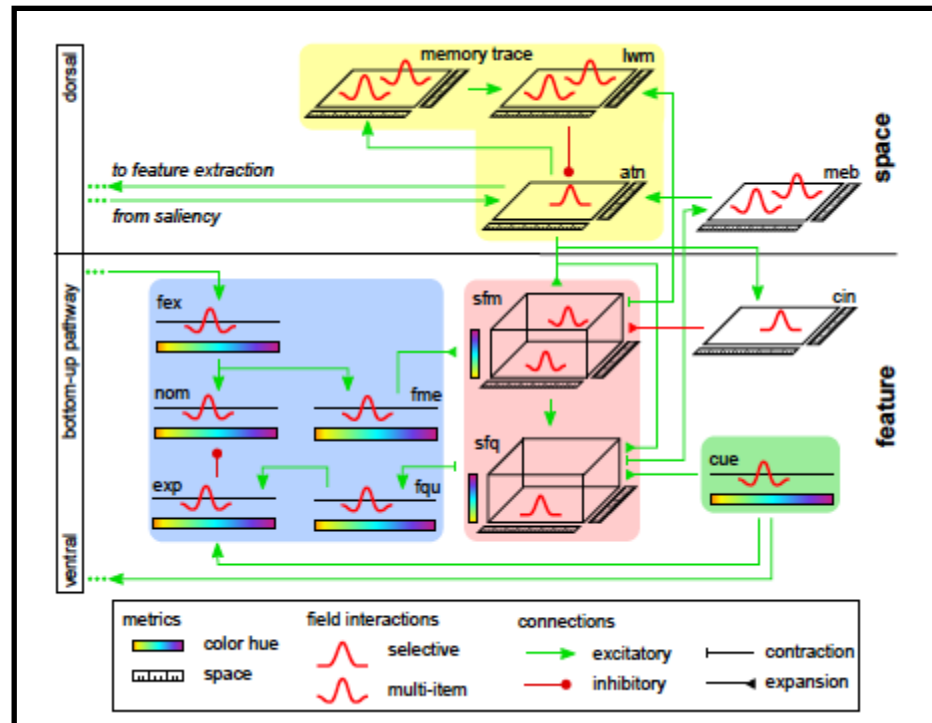 memory trace
lwm
dorsal
to feature extraction
atn
meb
space
from saliency
bottom-up pathway
fex
sfm
cin
nom
fme
feature
sfq
cue
exp
fqu
ventral
metrics
field interactions
connections
color hue
selective
excitatory
contraction
space
multi-item
inhibitory
expansion